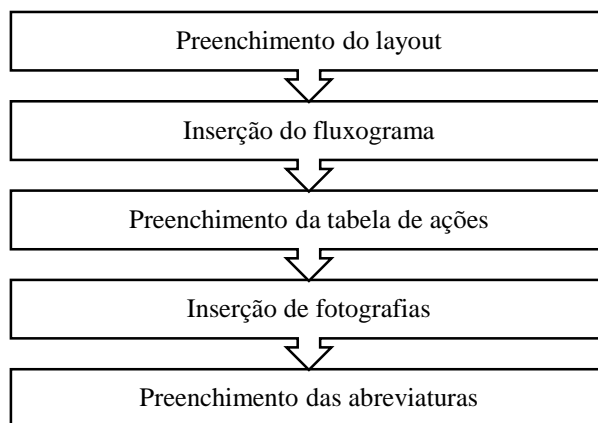 Preenchimento do layout
Inserção do fluxograma
Preenchimento da tabela de ações
Inserção de fotografias
Preenchimento das abreviaturas